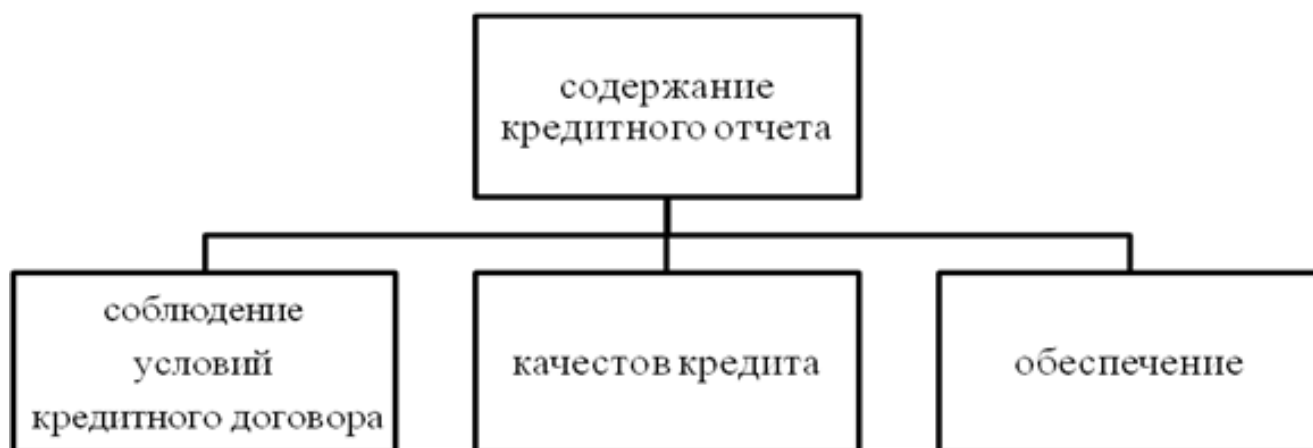 содержание
кредитного отчета
соблюдение
условий
кредитного договора
качестов кредита
обеспечение